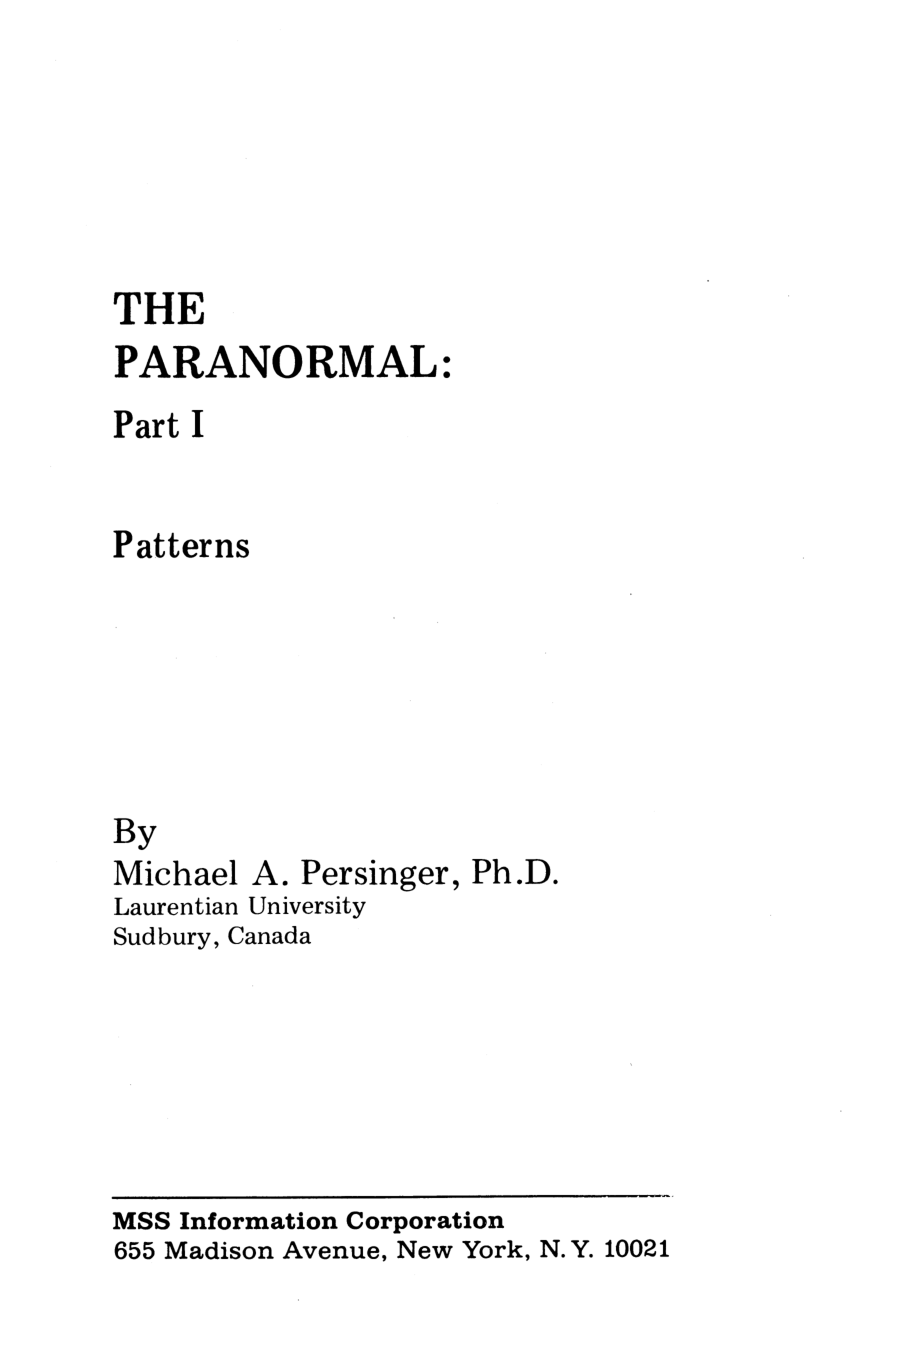 THE
PARANORMAL:
Part I
Patterns
By
Michael A. Persinger, Ph.D.
Laurentian University
Sudbury, Canada
MSS Information Corporation
655 Madison Avenue, New York, N.Y. 10021